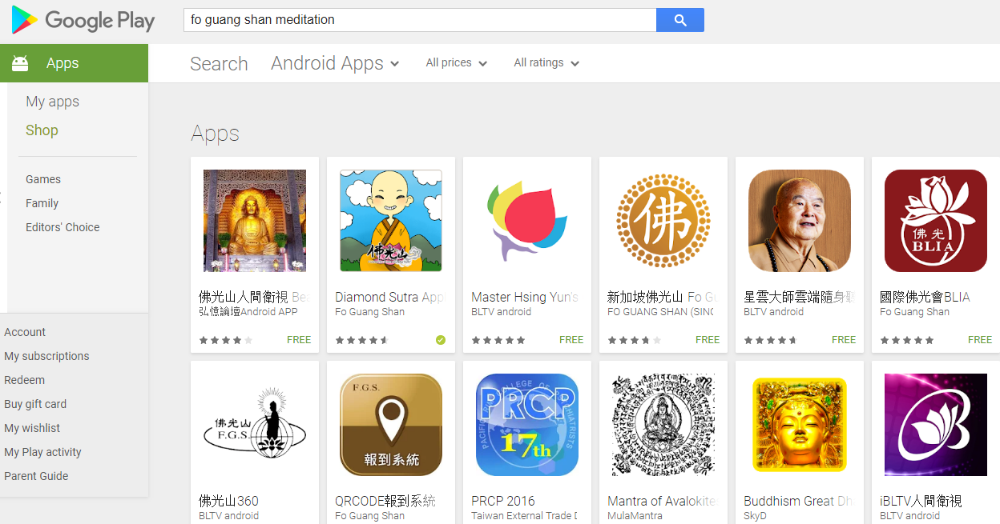 Google Play
fo guang shan meditation
Apps
Search
Android Apps
All prices
All ratings
My apps
Shop
Games
Family
Editors' Choice
Account
My subscriptions
Redeem
Buy gift card
My wishlist
My Play activity
Parent Guide
Apps
佛光山人間衛視 Bea
弘憶論壇Android APP
FREE
佛光山
Diamond Sutra App
Fo Guang Shan
Master Hsing Yun's
BLTV android
FREE
佛
新加坡佛光山 Fo Gu
FO GUANG SHAN (SING
FREE
星雲大師雲端隨身聽
BLTV android
FREE
佛光
BLIA
國際佛光會BLIA
Fo Guang Shan
FREE
佛光山
F.G.S.
佛光山360
BLTV android
F.G.S.
報到系統
QRCODE報到系統
Fo Guang Shan
PRCP
17th
PRCP 2016
Taiwan External Trade D
Mantra of Avalokite
MulaMantra
Buddhism Great Dh
SkyD
iBLTV人間衛視
BLTV android